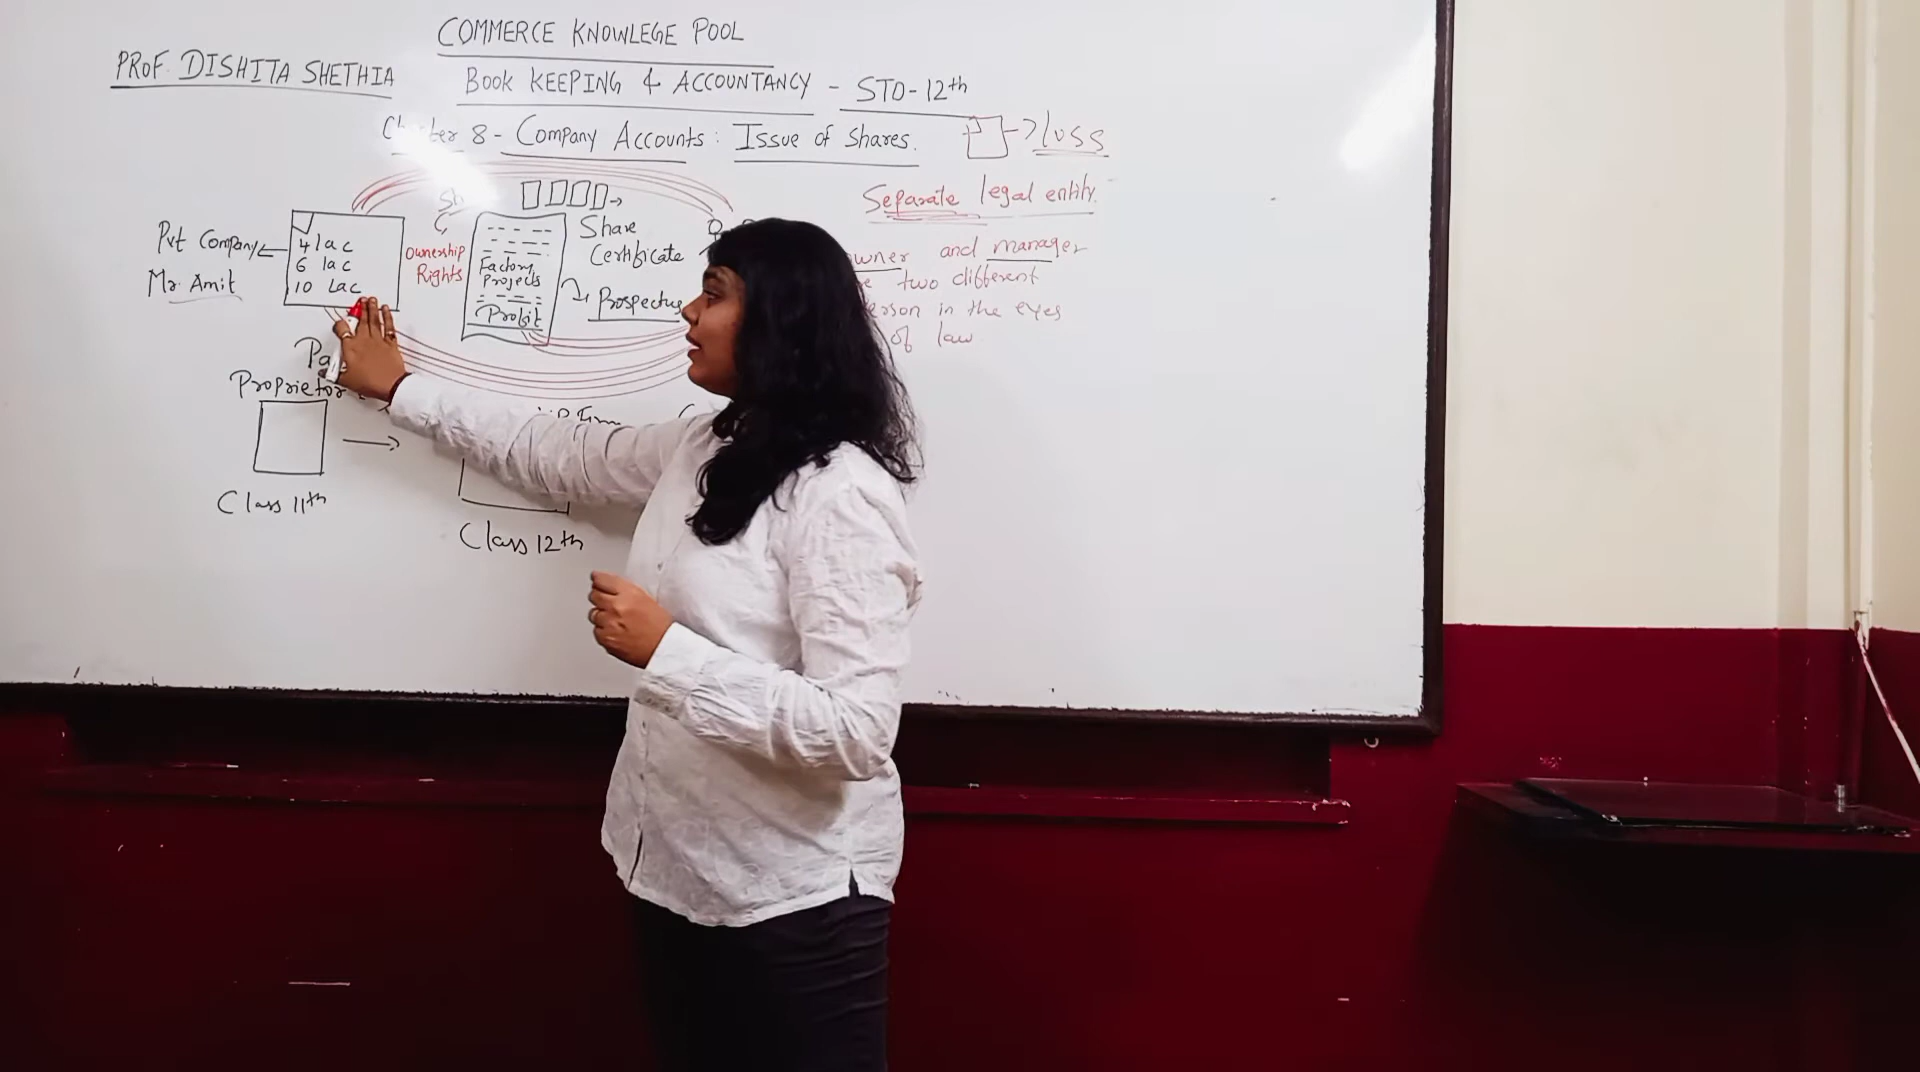 COMMERCE KNOWLEGE POOL
PROF. DISHITA SHETHIA
BOOK KEEPING & ACCOUNTANCY - STD-12th
8 - Company Accounts: Issue of Shares.
→ loss
Separate legal entity.
Pvt Company
Mr. Amit
4 lac
6 lac
10 Lac
Ownership
Rights
Factory
Projects
Profit
Share
Certificate
Prospectus
owner and manager
two different
person in the eyes
of law
Proprietor
Class 11th
Class 12th